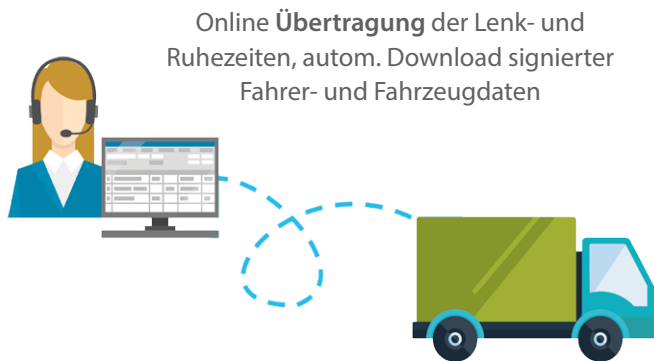 Online Übertragung der Lenk- und
Ruhezeiten, autom. Download signierter
Fahrer- und Fahrzeugdaten